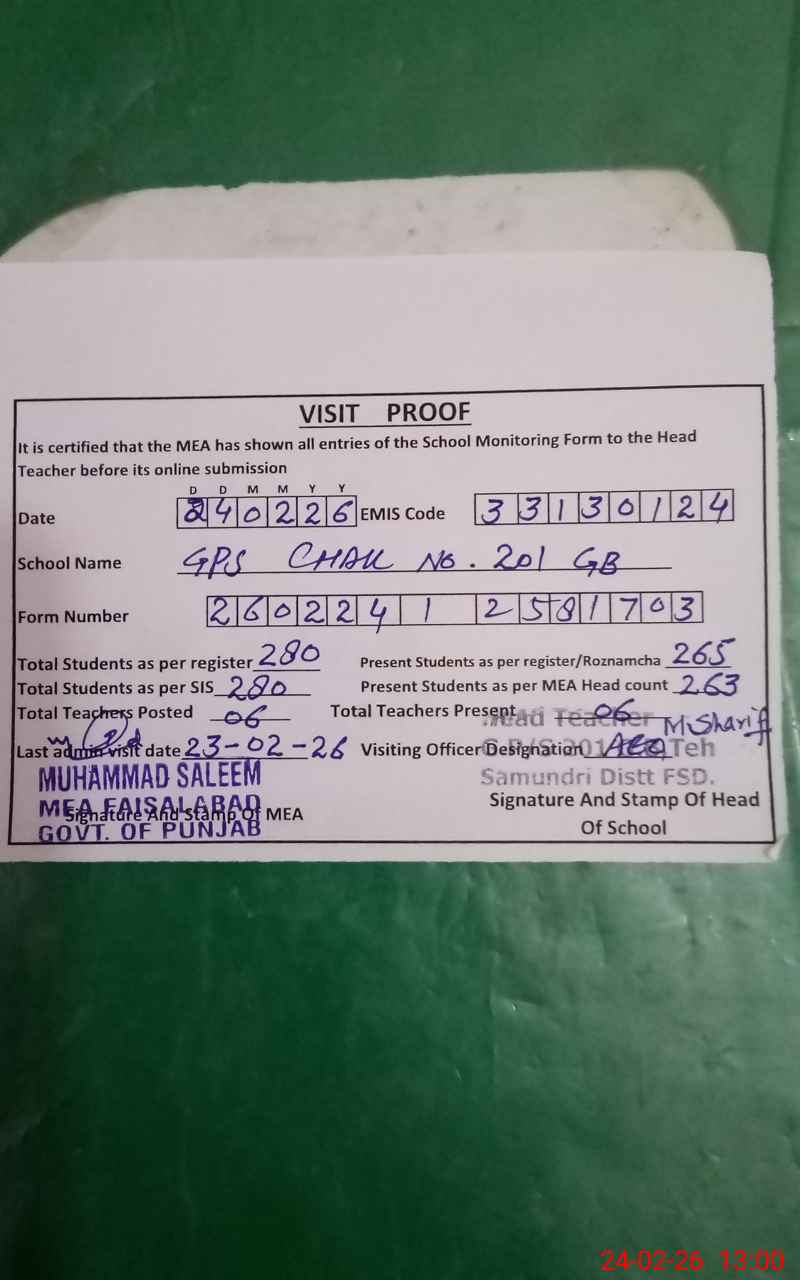 VISIT PROOF
It is certified that the MEA has shown all entries of the School Monitoring Form to the Head
Teacher before its online submission
D D M M Y Y
Date 240226 EMIS Code 33130124
School Name GPS CHAK No. 201 GB
Form Number 260224 1 2581703
Total Students as per register 280 Present Students as per register/Roznamcha 265
Total Students as per SIS 280 Present Students as per MEA Head count 263
Total Teachers Posted 06 Total Teachers Present 06
Head Teacher M.Sharif
Last admin visit date 23-02-26 Visiting Officer Designation AEO
Teh
MUHAMMAD SALEEM Samundri Distt FSD.
MEA FAISALABAD
Signature And Stamp Of MEA Signature And Stamp Of Head
GOVT. OF PUNJAB Of School
24-02-26 13:00